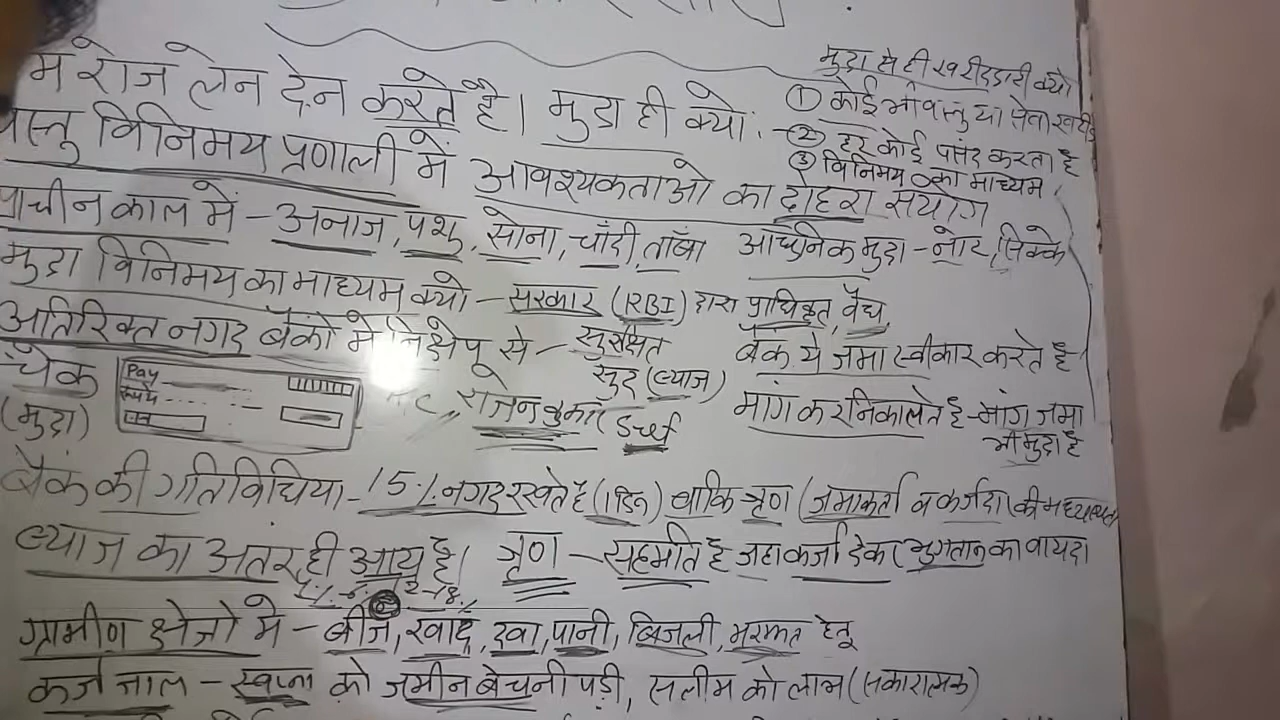 म रोज लेन देन करते है। मुद्रा ही क्यो.
मुद्रा से ही खरीददारी क्यो
① कोई भी वस्तु या सेवा खरीद
② हर कोई पसंद करता है
③ विनिमय का माध्यम
वस्तु विनिमय प्रणाली में आवश्यकताओ का दोहरा संयोग
प्राचीन काल में - अनाज, पशु, सोना, चाँदी, ताँबा आधुनिक मुद्रा - नोट, सिक्के
मुद्रा विनिमय का माध्यम क्यो - सरकार (RBI) द्वारा प्राधिकृत, वैध
अतिरिक्त नगद बैंको मे निक्षेप से - सुरक्षित
सुद (ब्याज)
बैंक ये जमा स्वीकार करते है
मांग कर निकालते है - मांग जमा
भी मुद्रा है
चैक
(मुद्रा)
Pay
रूपये
बैंक की गतिविधिया - 15% नगद रखते है (1दिन) बाकि ऋण (जमाकर्ता व कर्जदार की मध्यस्थता
ब्याज का अंतर ही आय है। ऋण - सहमति है जहा कर्जा देकर भुगतान का वायदा
ग्रामीण क्षेत्रो मे - बीज, खाद, दवा, पानी, बिजली, मरम्मत हेतू
कर्ज जाल - स्वप्ना को जमीन बेचनी पड़ी, सलीम को लाभ (सकारात्मक)